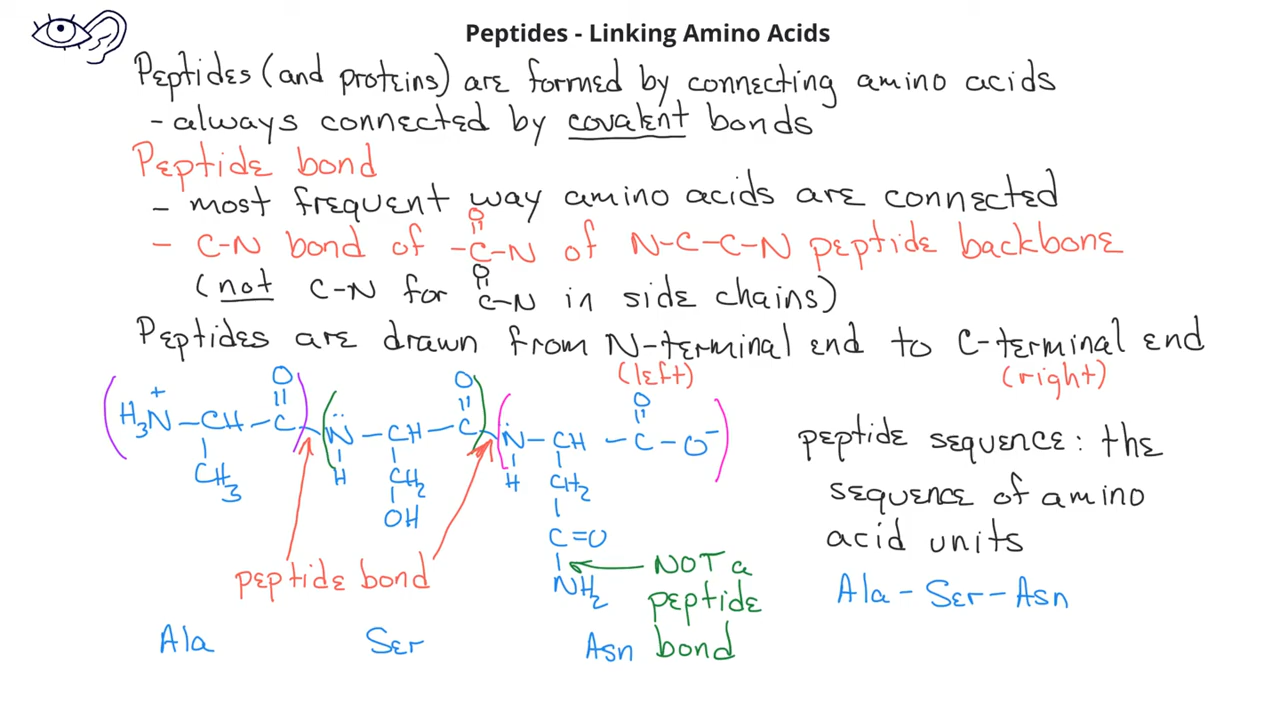 Peptides - Linking Amino Acids
Peptides (and proteins) are formed by connecting amino acids
- always connected by covalent bonds
Peptide bond
- most frequent way amino acids are connected
O
- C-N bond of -C-N of N-C-C-N peptide backbone
O
(not C-N for C-N in side chains)
Peptides are drawn from N-terminal end to C-terminal end
(left) (right)
O O O
H3N+ -CH-C-N̈-CH-C-N̈-CH-C-O⁻
CH3 H CH2 H CH2
OH C=O
NH2
peptide bond
NOT a
peptide
bond
Ala Ser Asn
peptide sequence: the
sequence of amino
acid units
Ala-Ser-Asn